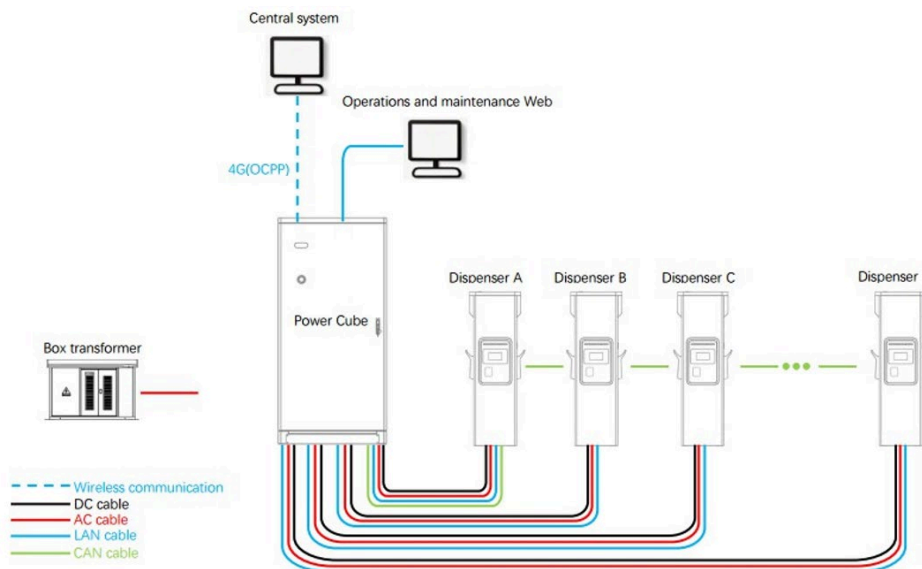 Central system
Operations and maintenance Web
4G(OCPP)
Dispenser A
Dispenser B
Dispenser C
Dispenser
Power Cube
Box transformer
Wireless communication
DC cable
AC cable
LAN cable
CAN cable